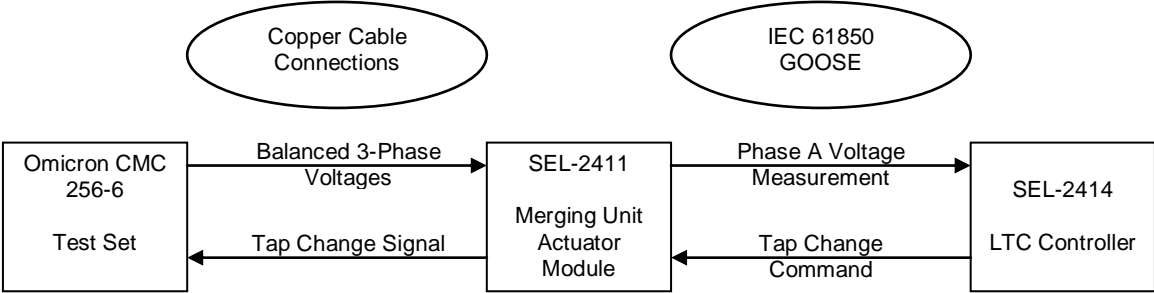 Copper Cable
Connections
IEC 61850
GOOSE
Omicron CMC
256-6
Test Set
Balanced 3-Phase
Voltages
Tap Change Signal
SEL-2411
Merging Unit
Actuator
Module
Phase A Voltage
Measurement
Tap Change
Command
SEL-2414
LTC Controller